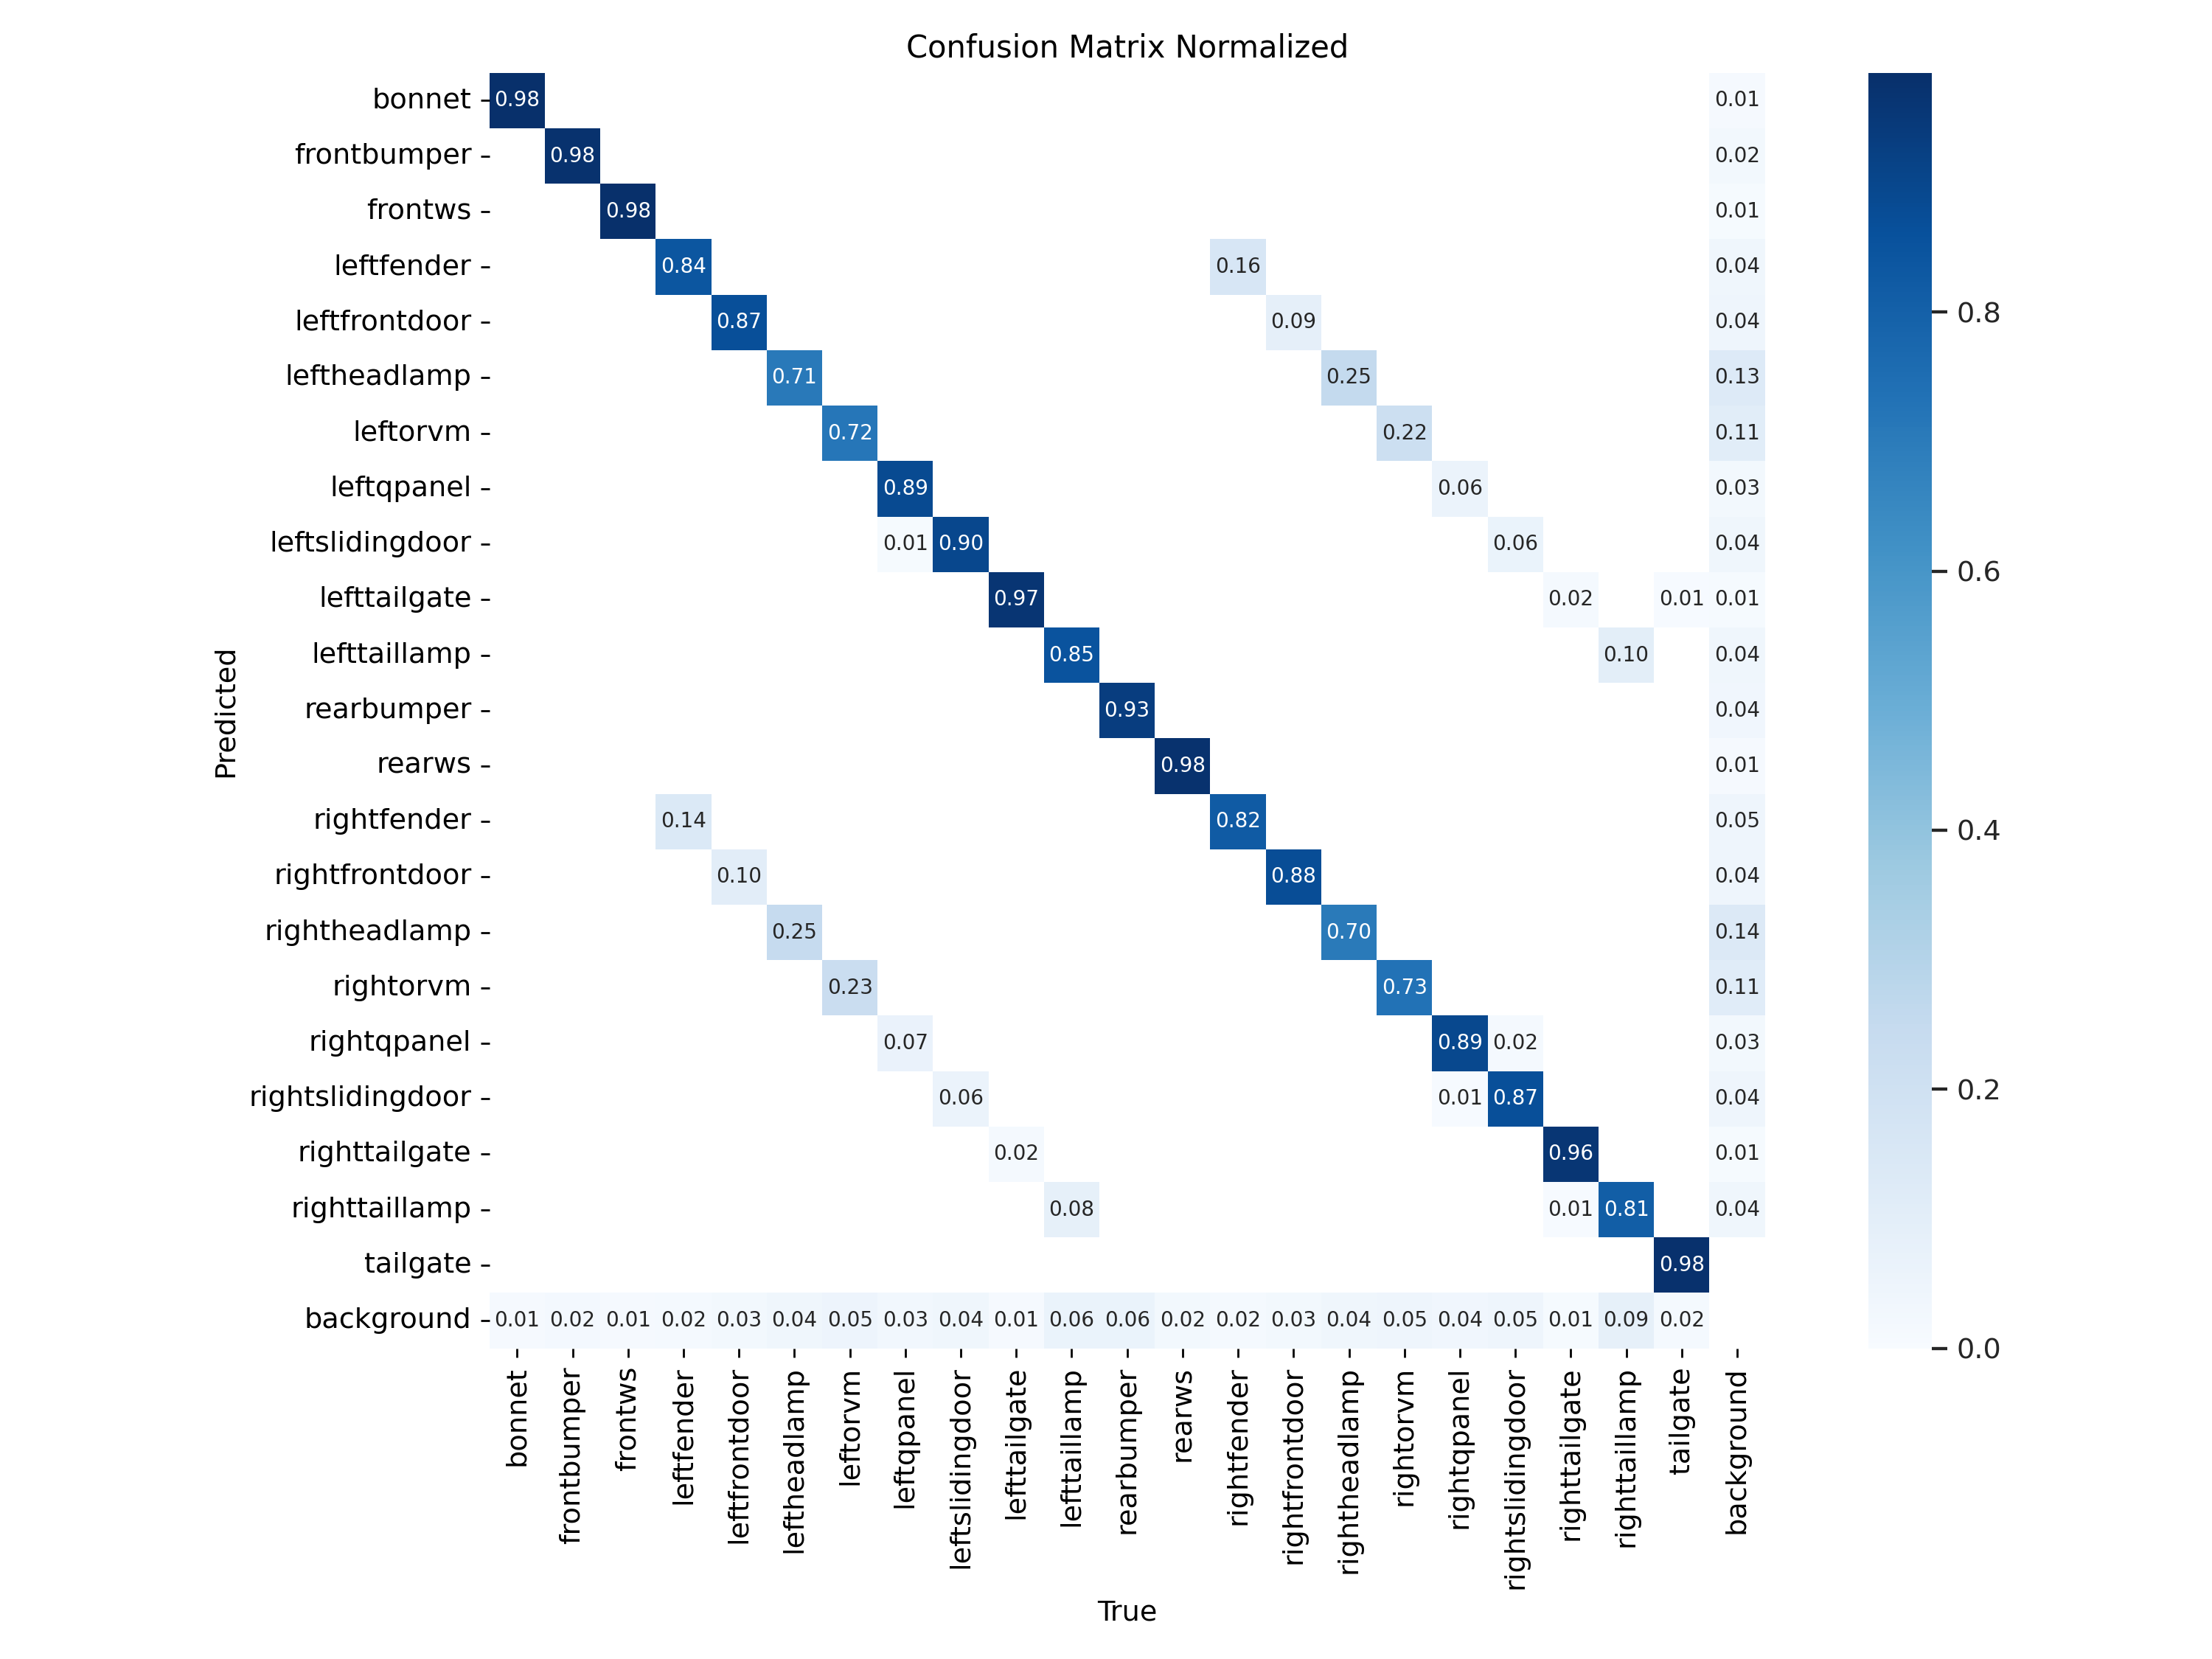 Confusion Matrix Normalized
bonnet 0.98 0.01
frontbumper 0.98 0.02
frontws 0.98 0.01
leftfender 0.84 0.16 0.04
leftfrontdoor 0.87 0.09 0.04
leftheadlamp 0.71 0.25 0.13
leftorvm 0.72 0.22 0.11
leftqpanel 0.89 0.06 0.03
leftslidingdoor 0.01 0.90 0.06 0.04
lefttailgate 0.97 0.02 0.01 0.01
lefttaillamp 0.85 0.10 0.04
rearbumper 0.93 0.04
rearws 0.98 0.01
rightfender 0.14 0.82 0.05
rightfrontdoor 0.10 0.88 0.04
rightheadlamp 0.25 0.70 0.14
rightorvm 0.23 0.73 0.11
rightqpanel 0.07 0.89 0.02 0.03
rightslidingdoor 0.06 0.01 0.87 0.04
righttailgate 0.02 0.96 0.01
righttaillamp 0.08 0.01 0.81 0.04
tailgate 0.98
background 0.01 0.02 0.01 0.02 0.03 0.04 0.05 0.03 0.04 0.01 0.06 0.06 0.02 0.02 0.03 0.04 0.05 0.04 0.05 0.01 0.09 0.02
Predicted
bonnet
frontbumper
frontws
leftfender
leftfrontdoor
leftheadlamp
leftorvm
leftqpanel
leftslidingdoor
lefttailgate
lefttaillamp
rearbumper
rearws
rightfender
rightfrontdoor
rightheadlamp
rightorvm
rightqpanel
rightslidingdoor
righttailgate
righttaillamp
tailgate
background
True
0.8
0.6
0.4
0.2
0.0